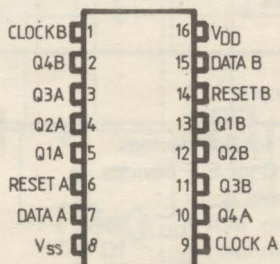 CLOCKB 1 16 VDD
Q4B 2 15 DATA B
Q3A 3 14 RESET B
Q2A 4 13 Q1B
Q1A 5 12 Q2B
RESET A 6 11 Q3B
DATA A 7 10 Q4A
VSS 8 9 CLOCK A